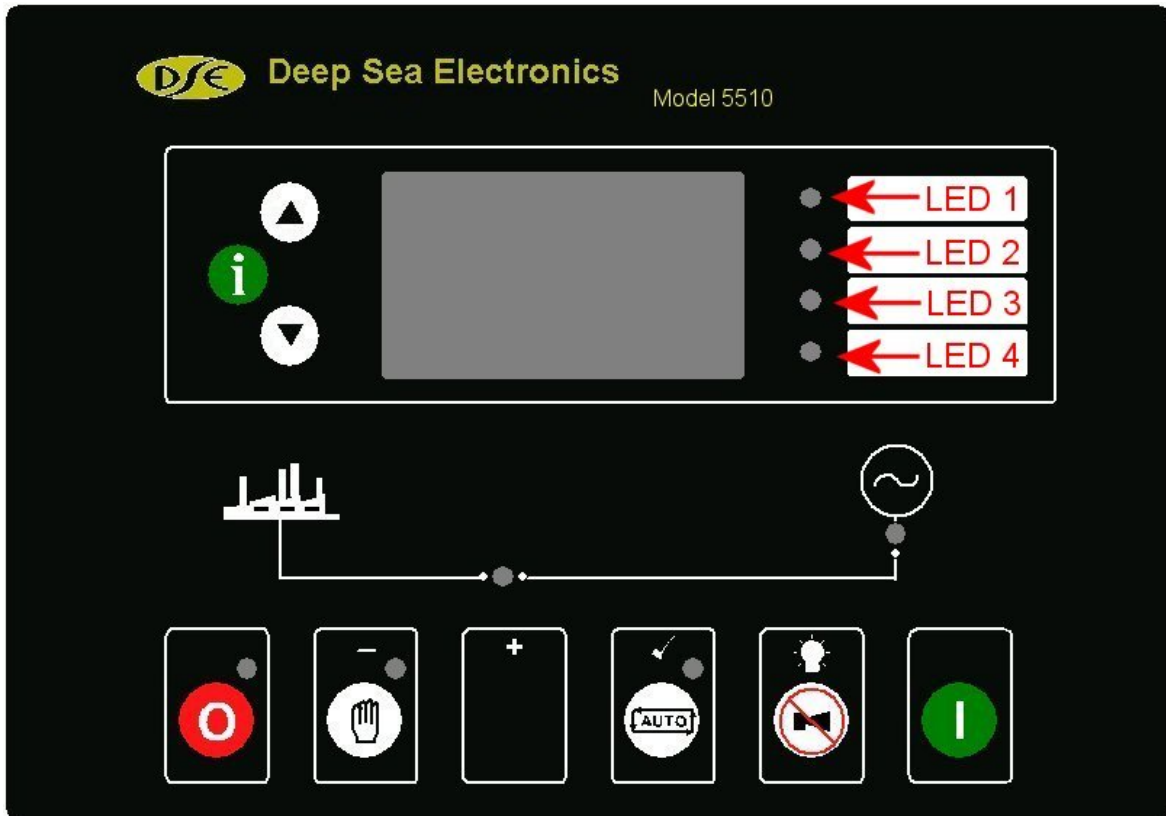 DSE Deep Sea Electronics
Model 5510
LED 1
i
LED 2
LED 3
LED 4
− +
O AUTO I